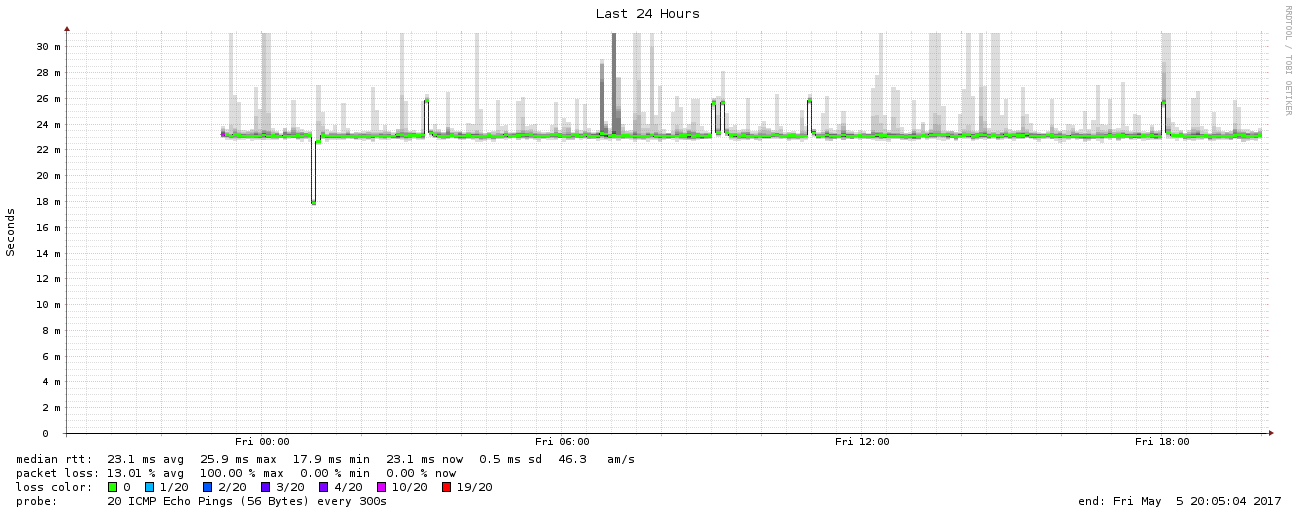 Last 24 Hours
RRDTOOL / TOBI OETIKER
Seconds
30 m
28 m
26 m
24 m
22 m
20 m
18 m
16 m
14 m
12 m
10 m
8 m
6 m
4 m
2 m
0
Fri 00:00 Fri 06:00 Fri 12:00 Fri 18:00
median rtt: 23.1 ms avg 25.9 ms max 17.9 ms min 23.1 ms now 0.5 ms sd 46.3 am/s
packet loss: 13.01 % avg 100.00 % max 0.00 % min 0.00 % now
loss color: 0 1/20 2/20 3/20 4/20 10/20 19/20
probe: 20 ICMP Echo Pings (56 Bytes) every 300s end: Fri May 5 20:05:04 2017